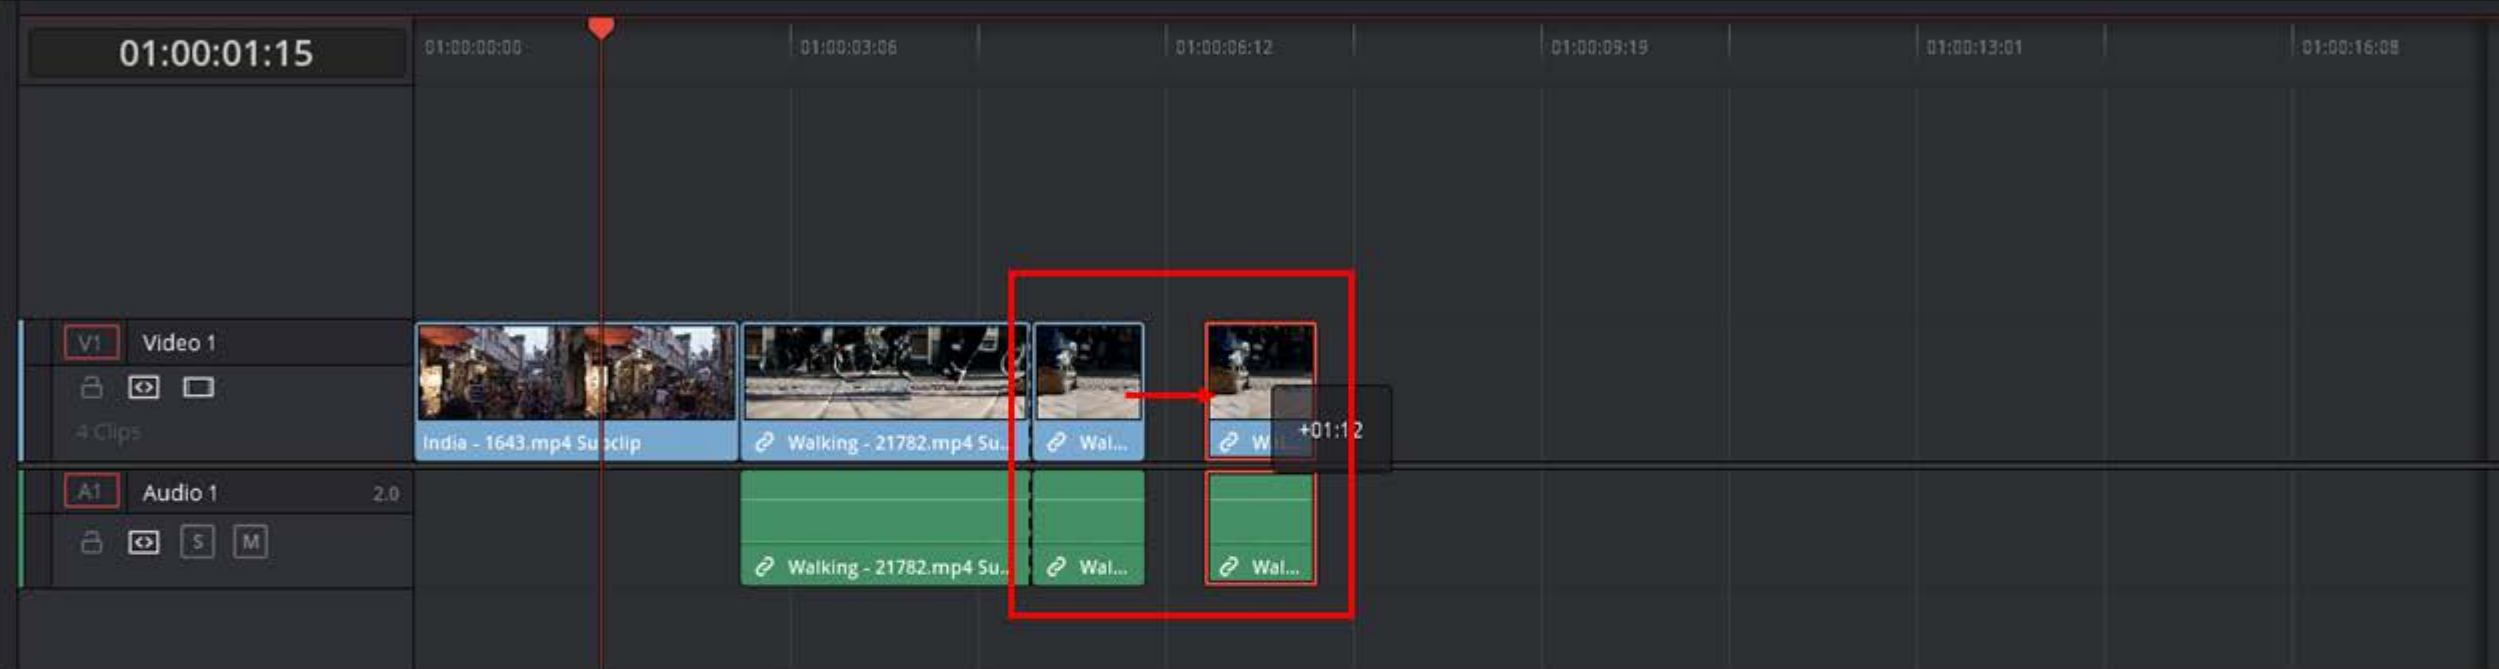 01:00:01:15
01:00:00:00
01:00:03:06
01:00:06:12
01:00:09:19
01:00:13:01
01:00:16:08
V1 Video 1
4 Clips
India - 1643.mp4 Subclip
Walking - 21782.mp4 Su...
Wal...
+01:12
A1 Audio 1 2.0
S M
Walking - 21782.mp4 Su...
Wal...
Wal...